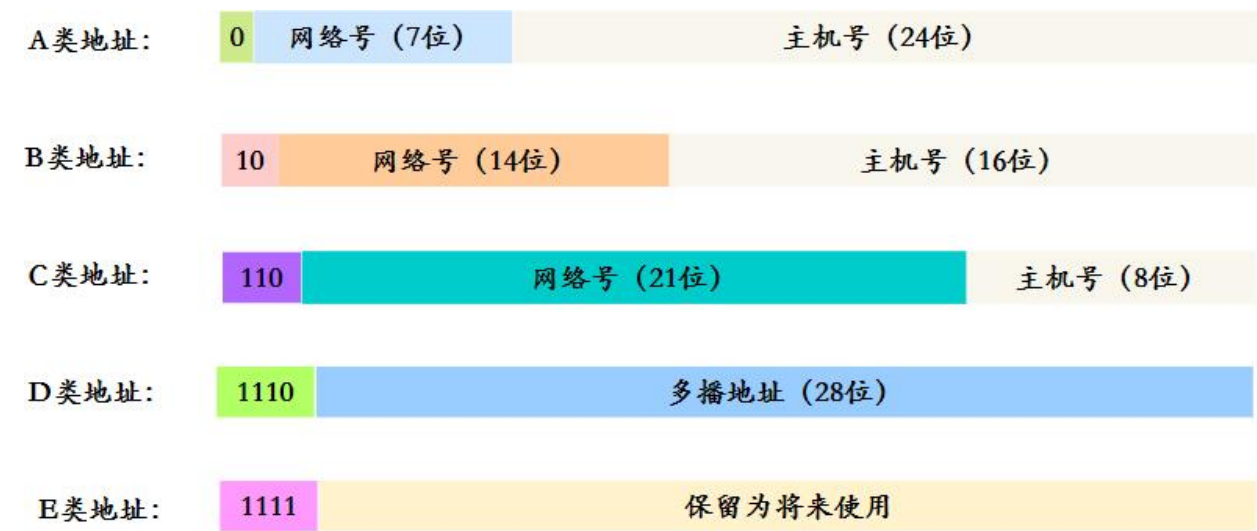 A类地址: 0 网络号 (7位) 主机号 (24位)
B类地址: 10 网络号 (14位) 主机号 (16位)
C类地址: 110 网络号 (21位) 主机号 (8位)
D类地址: 1110 多播地址 (28位)
E类地址: 1111 保留为将来使用